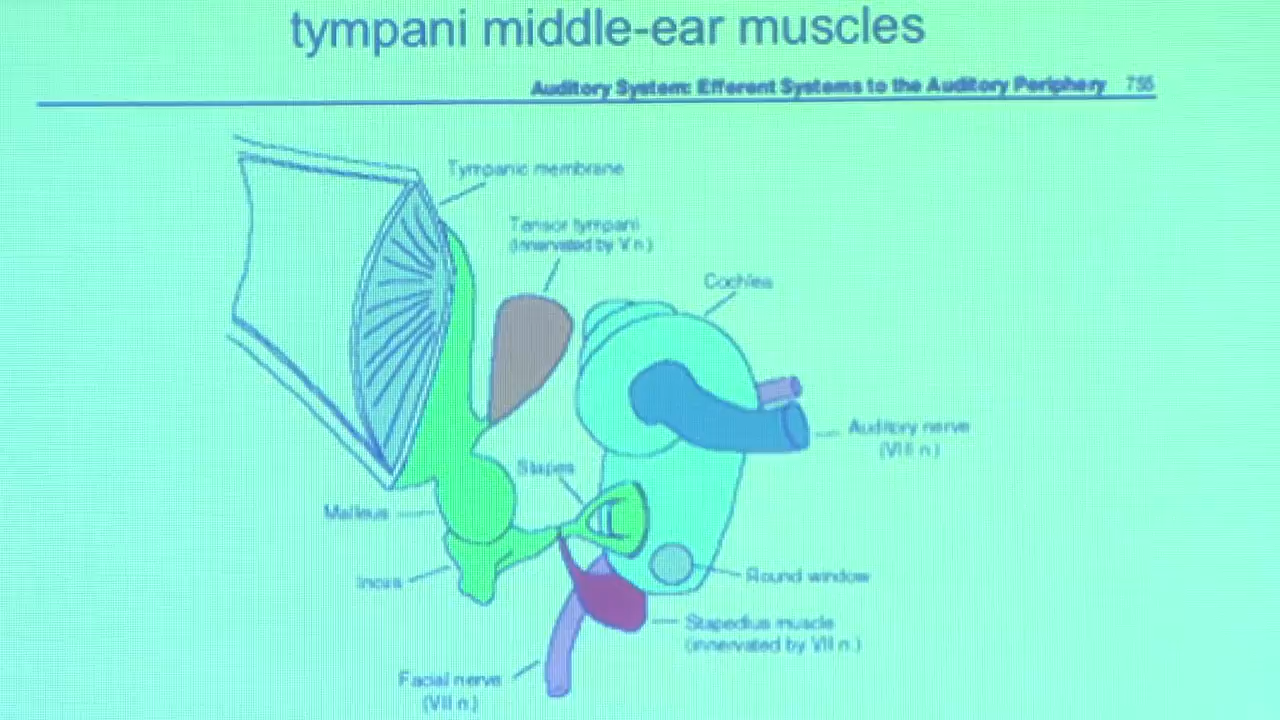 tympani middle-ear muscles
Auditory System: Efferent Systems to the Auditory Periphery 755
Tympanic membrane
Tensor tympani
(innervated by V n.)
Cochlea
Auditory nerve
(VIII n.)
Stapes
Malleus
Incus
Round window
Stapedius muscle
(innervated by VII n.)
Facial nerve
(VII n.)